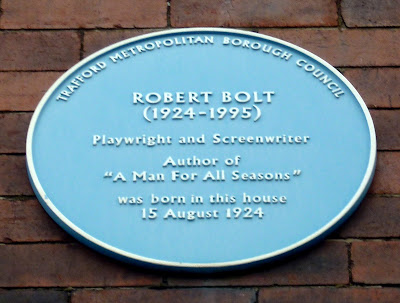 TRAFFORD METROPOLITAN BOROUGH COUNCIL
ROBERT BOLT
(1924-1995)
Playwright and Screenwriter
Author of
"A Man For All Seasons"
was born in this house
15 August 1924